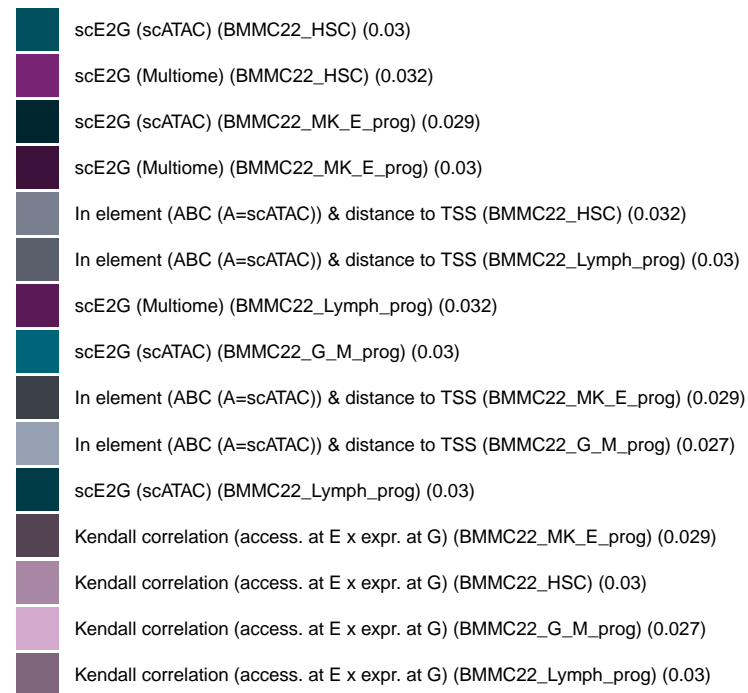 scE2G (scATAC) (BMMC22_HSC) (0.03)
scE2G (Multiome) (BMMC22_HSC) (0.032)
scE2G (scATAC) (BMMC22_MK_E_prog) (0.029)
scE2G (Multiome) (BMMC22_MK_E_prog) (0.03)
In element (ABC (A=scATAC)) & distance to TSS (BMMC22_HSC) (0.032)
In element (ABC (A=scATAC)) & distance to TSS (BMMC22_Lymph_prog) (0.03)
scE2G (Multiome) (BMMC22_Lymph_prog) (0.032)
scE2G (scATAC) (BMMC22_G_M_prog) (0.03)
In element (ABC (A=scATAC)) & distance to TSS (BMMC22_MK_E_prog) (0.029)
In element (ABC (A=scATAC)) & distance to TSS (BMMC22_G_M_prog) (0.027)
scE2G (scATAC) (BMMC22_Lymph_prog) (0.03)
Kendall correlation (access. at E x expr. at G) (BMMC22_MK_E_prog) (0.029)
Kendall correlation (access. at E x expr. at G) (BMMC22_HSC) (0.03)
Kendall correlation (access. at E x expr. at G) (BMMC22_G_M_prog) (0.027)
Kendall correlation (access. at E x expr. at G) (BMMC22_Lymph_prog) (0.03)